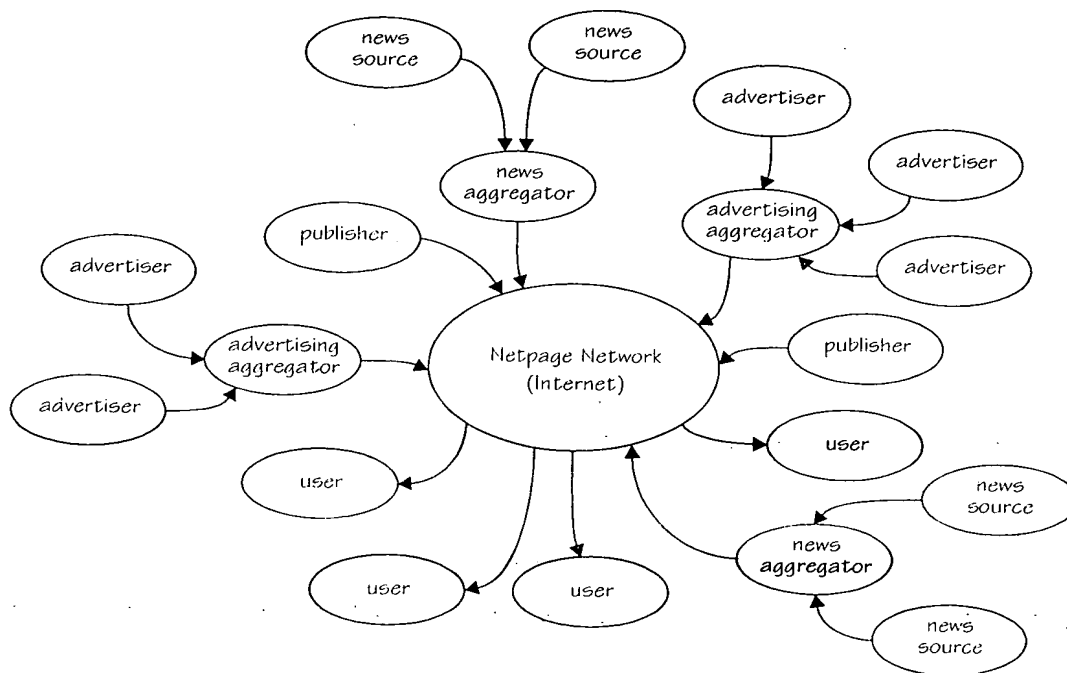 news
source
news
source
advertiser
advertiser
news
aggregator
advertising
aggregator
publisher
advertiser
advertiser
advertising
aggregator
Netpage Network
(Internet)
publisher
advertiser
user
user
news
source
news
aggregator
user
user
news
source